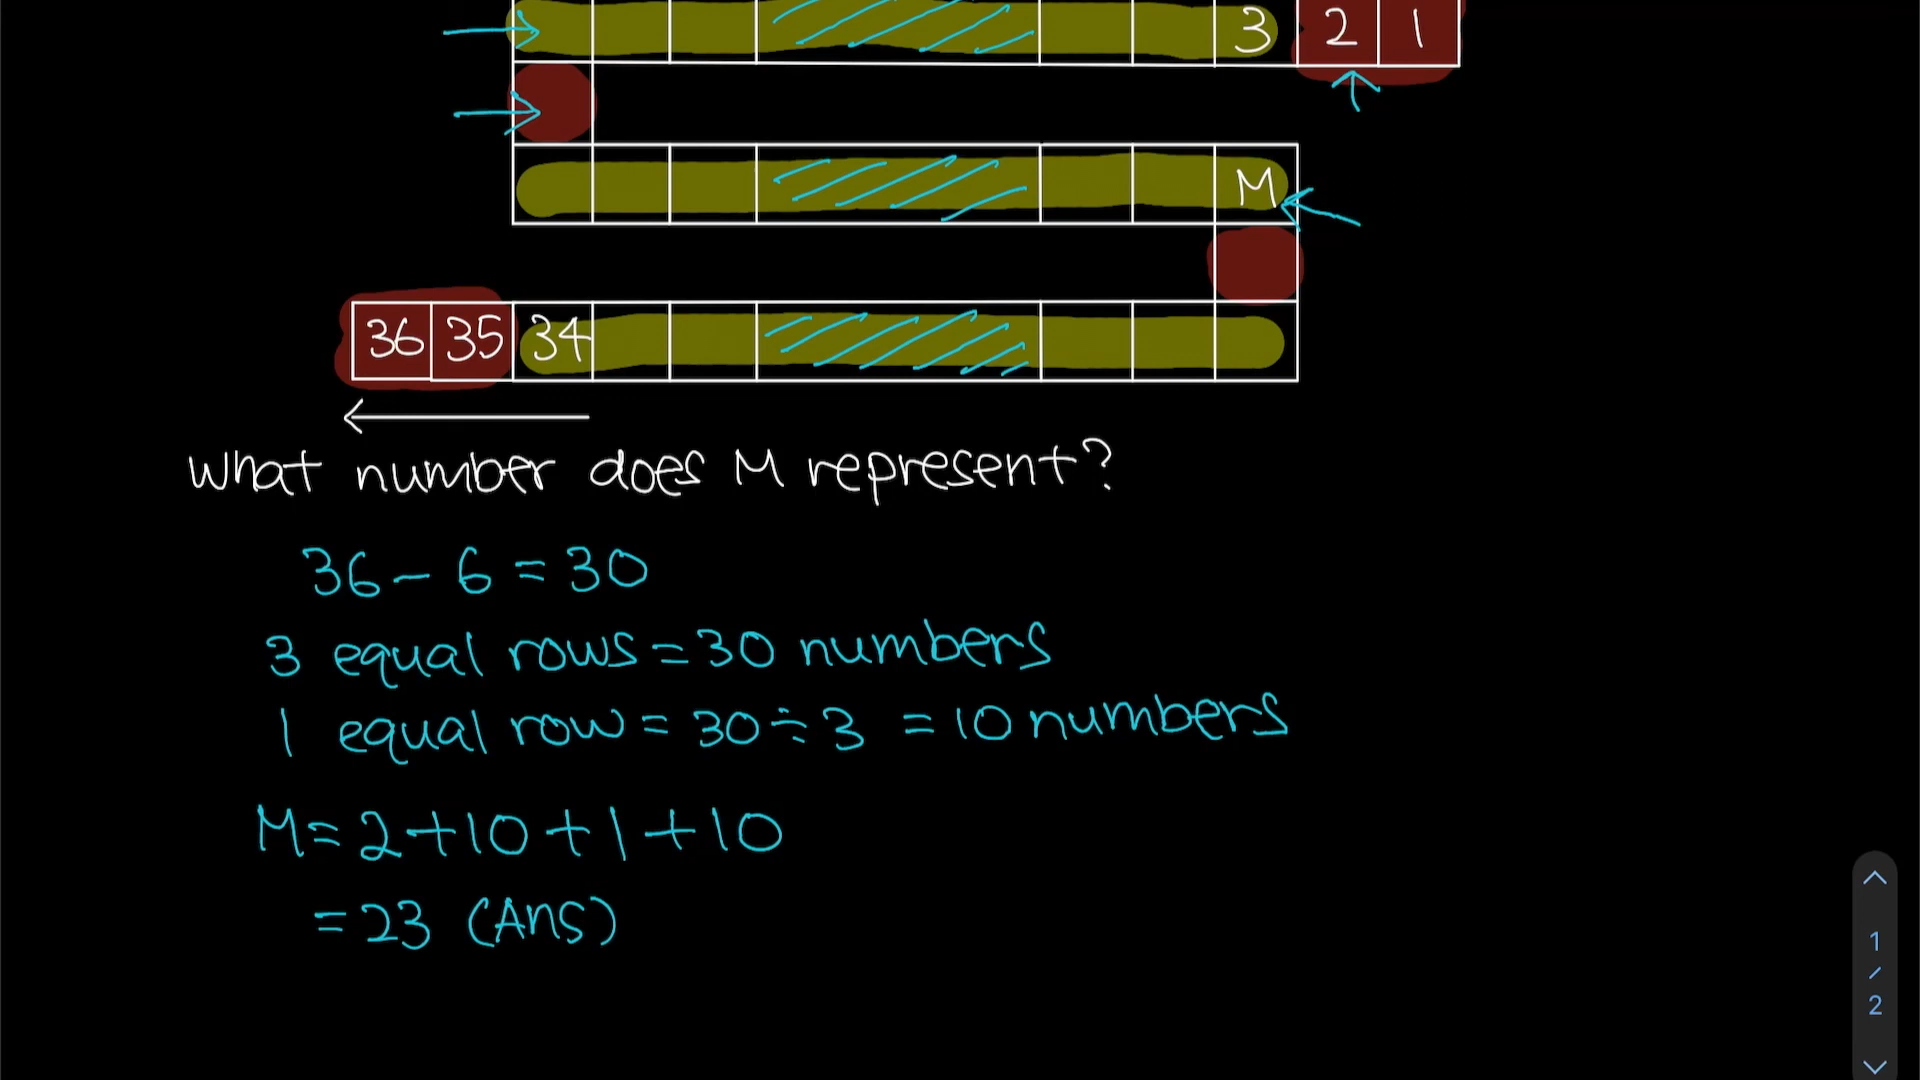 3 2 1
M
36 35 34
What number does M represent?
36 - 6 = 30
3 equal rows = 30 numbers
1 equal row = 30 ÷ 3 = 10 numbers
M = 2 + 10 + 1 + 10
= 23 (Ans)
1
/
2